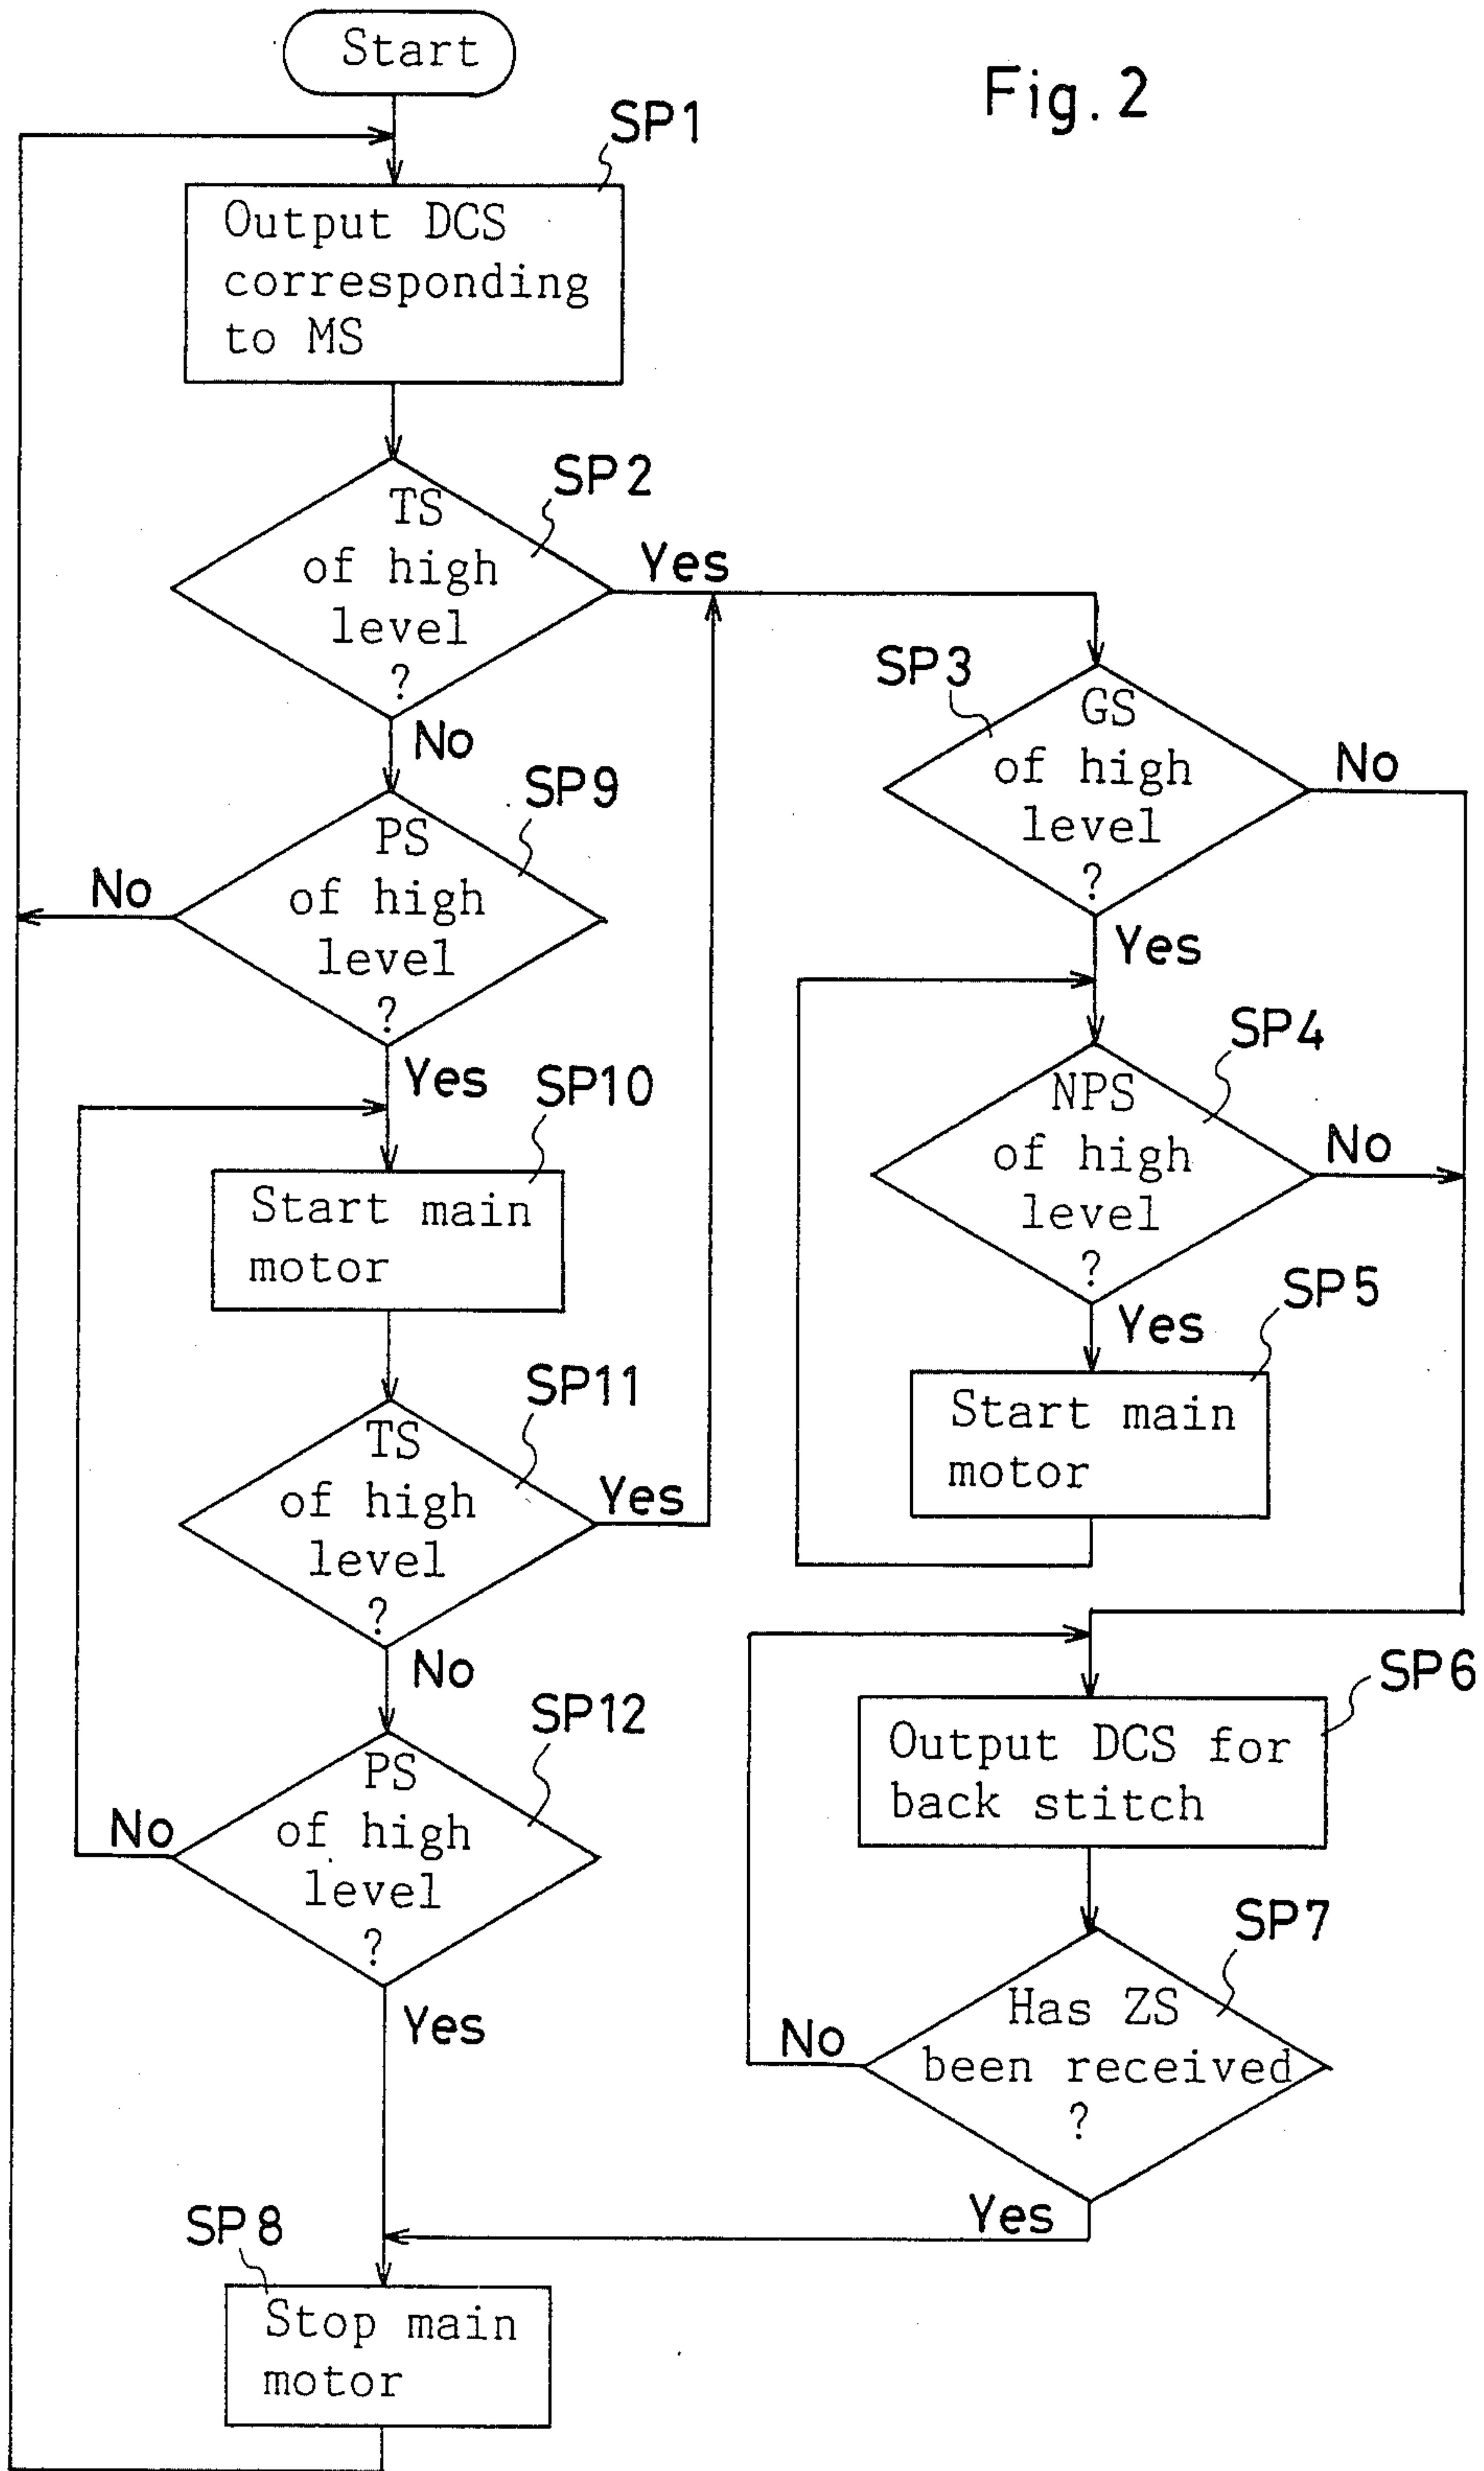 Start
Fig. 2
SP1
Output DCS
corresponding
to MS
SP2
TS
of high
level
?
Yes
No
SP3
GS
of high
level
?
No
Yes
SP9
PS
of high
level
?
No
Yes
SP4
NPS
of high
level
?
No
Yes
SP10
Start main
motor
SP5
Start main
motor
SP11
TS
of high
level
?
Yes
No
SP6
Output DCS for
back stitch
SP12
PS
of high
level
?
No
Yes
SP7
Has ZS
been received
?
No
Yes
SP8
Stop main
motor